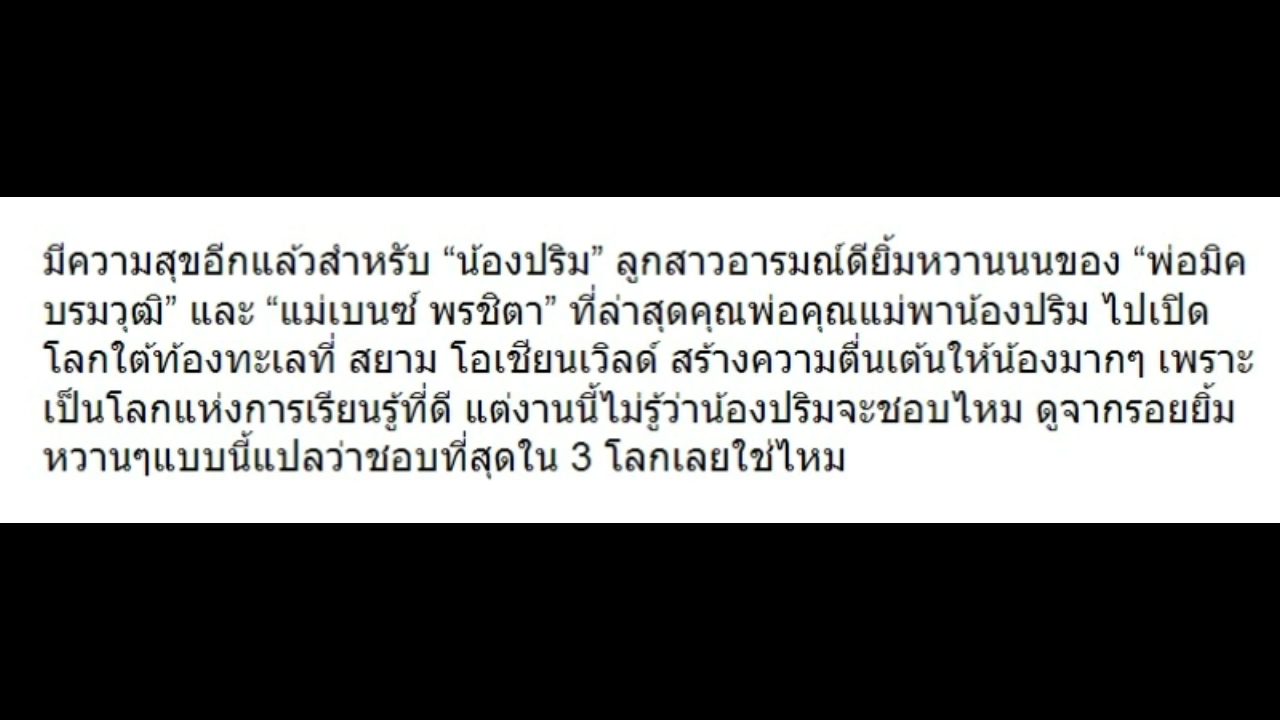 มีความสุขอีกแล้วสำหรับ “น้องปริม” ลูกสาวอารมณ์ดียิ้มหวานนนของ “พ่อมิค
บรมวุฒิ” และ “แม่เบนซ์ พรชิตา” ที่ล่าสุดคุณพ่อคุณแม่พาน้องปริม ไปเปิด
โลกใต้ท้องทะเลที่ สยาม โอเชียนเวิลด์ สร้างความตื่นเต้นให้น้องมากๆ เพราะ
เป็นโลกแห่งการเรียนรู้ที่ดี แต่งานนี้ไม่รู้ว่าน้องปริมจะชอบไหม ดูจากรอยยิ้ม
หวานๆแบบนี้แปลว่าชอบที่สุดใน 3 โลกเลยใช่ไหม